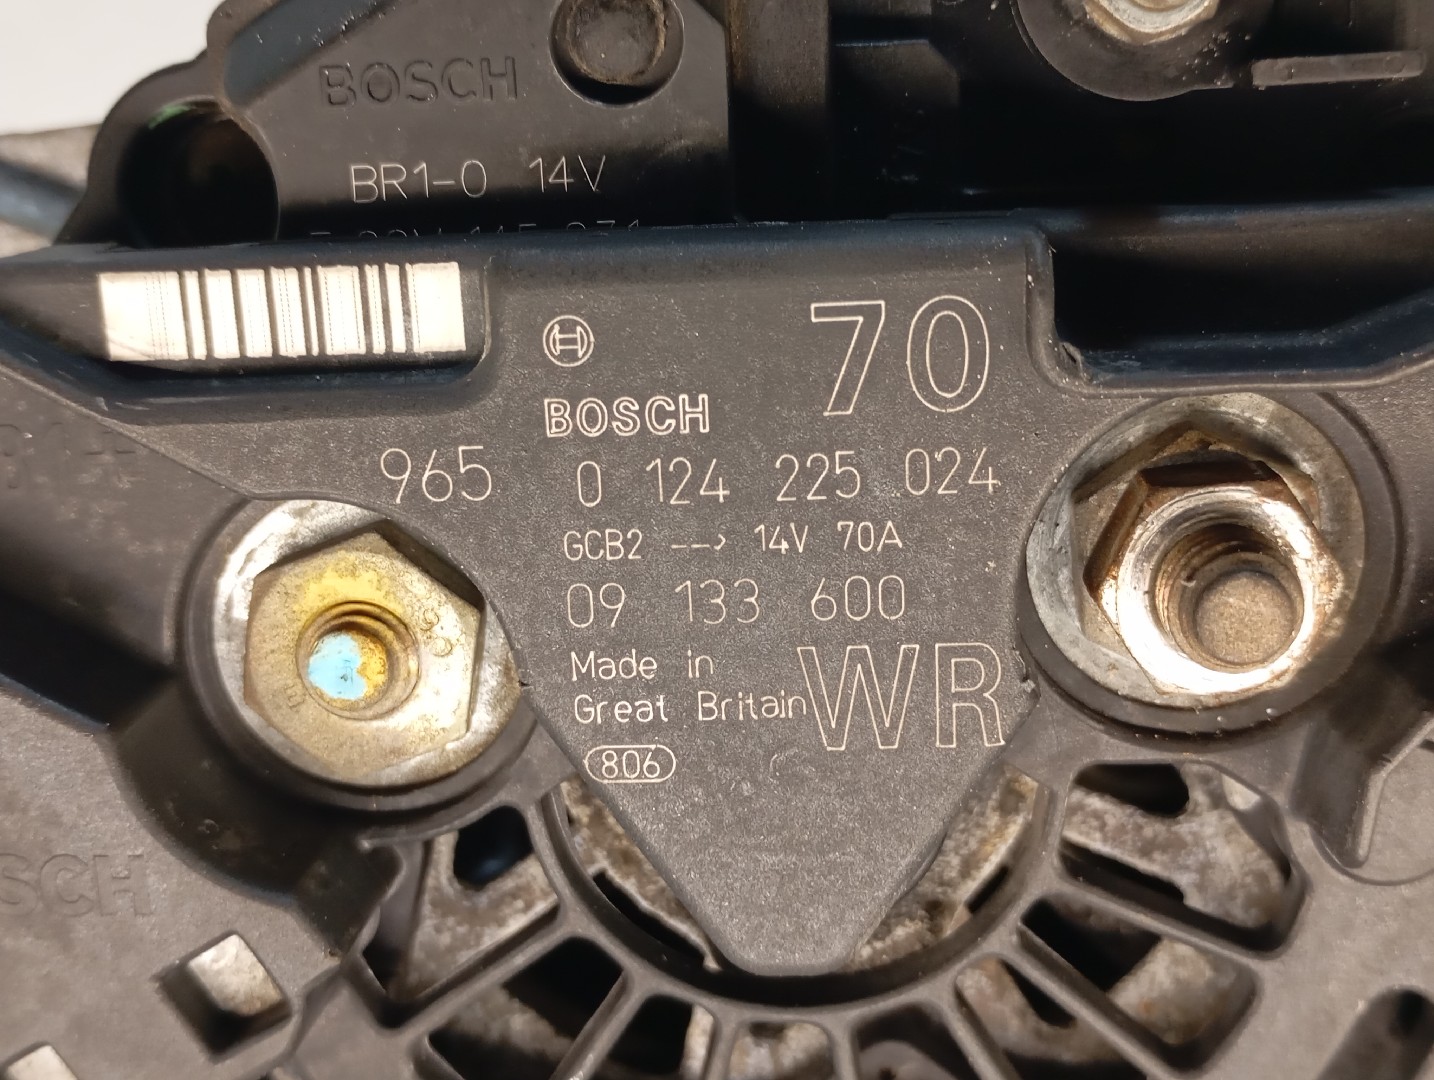 BOSCH
BR1-0 14V
70
BOSCH
965
0 124 225 024
GCB2 --> 14V 70A
09 133 600
Made in
Great Britain
WR
806
SCH